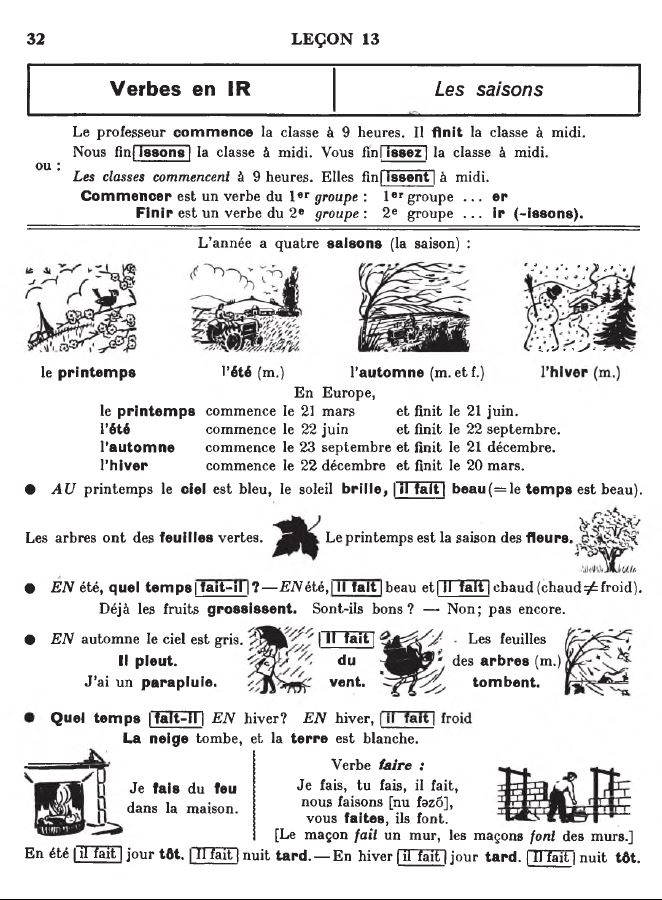 32
LEÇON 13
Verbes en IR
Les saisons
Le professeur commence la classe à 9 heures. Il finit la classe à midi.
Nous finissons la classe à midi. Vous finissez la classe à midi.
ou :
Les classes commencent à 9 heures. Elles finissent à midi.
Commencer est un verbe du 1er groupe : 1er groupe ... er
Finir est un verbe du 2e groupe : 2e groupe ... ir (-issons).
L'année a quatre saisons (la saison) :
le printemps l'été (m.) l'automne (m. et f.) l'hiver (m.)
En Europe,
le printemps commence le 21 mars et finit le 21 juin.
l'été commence le 22 juin et finit le 22 septembre.
l'automne commence le 23 septembre et finit le 21 décembre.
l'hiver commence le 22 décembre et finit le 20 mars.
● AU printemps le ciel est bleu, le soleil brille, il fait beau (= le temps est beau).
Les arbres ont des feuilles vertes. Le printemps est la saison des fleurs.
● EN été, quel temps fait-il ? — EN été, Il fait beau et Il fait chaud (chaud ≠ froid).
Déjà les fruits grossissent. Sont-ils bons ? — Non; pas encore.
● EN automne le ciel est gris.
Il pleut.
J'ai un parapluie.
Il fait
du
vent.
Les feuilles
des arbres (m.)
tombent.
● Quel temps fait-il EN hiver? EN hiver, il fait froid
La neige tombe, et la terre est blanche.
Je fais du feu
dans la maison.
Verbe faire :
Je fais, tu fais, il fait,
nous faisons [nu fəzõ],
vous faites, ils font.
[Le maçon fait un mur, les maçons font des murs.]
En été il fait jour tôt. Il fait nuit tard. — En hiver il fait jour tard. Il fait nuit tôt.